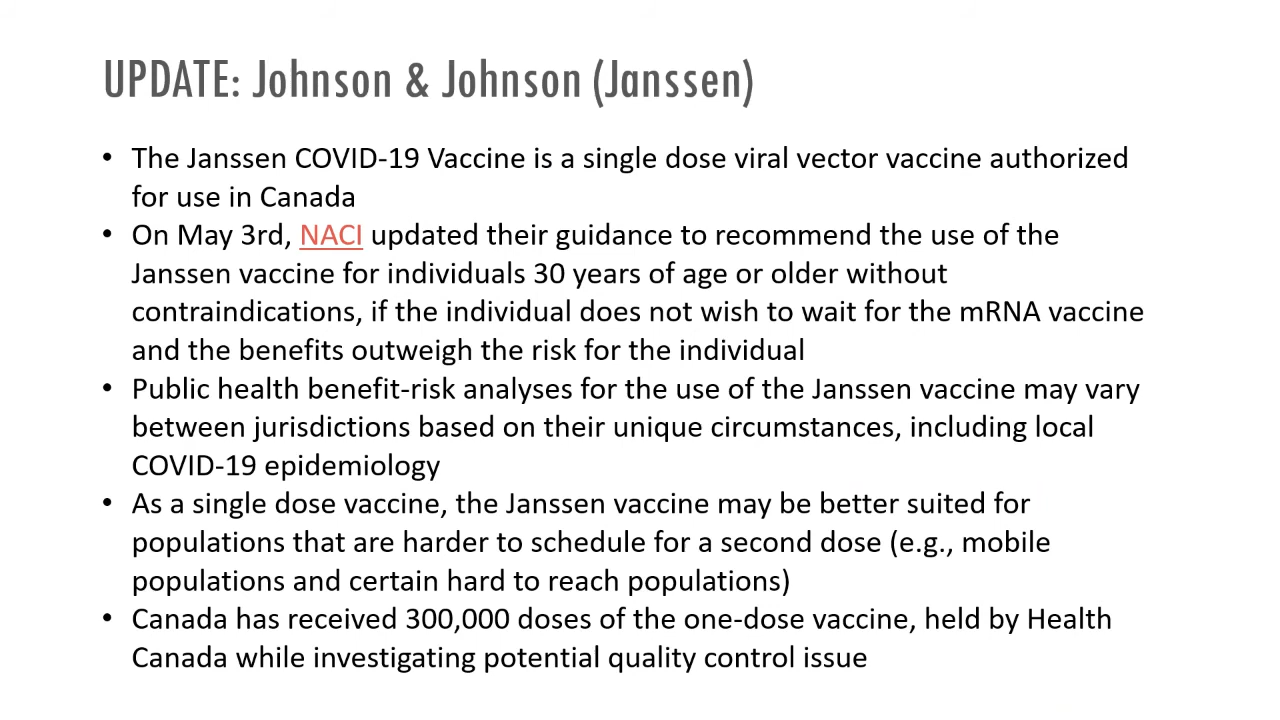 UPDATE: Johnson & Johnson (Janssen)
• The Janssen COVID-19 Vaccine is a single dose viral vector vaccine authorized
for use in Canada
• On May 3rd, NACI updated their guidance to recommend the use of the
Janssen vaccine for individuals 30 years of age or older without
contraindications, if the individual does not wish to wait for the mRNA vaccine
and the benefits outweigh the risk for the individual
• Public health benefit-risk analyses for the use of the Janssen vaccine may vary
between jurisdictions based on their unique circumstances, including local
COVID-19 epidemiology
• As a single dose vaccine, the Janssen vaccine may be better suited for
populations that are harder to schedule for a second dose (e.g., mobile
populations and certain hard to reach populations)
• Canada has received 300,000 doses of the one-dose vaccine, held by Health
Canada while investigating potential quality control issue